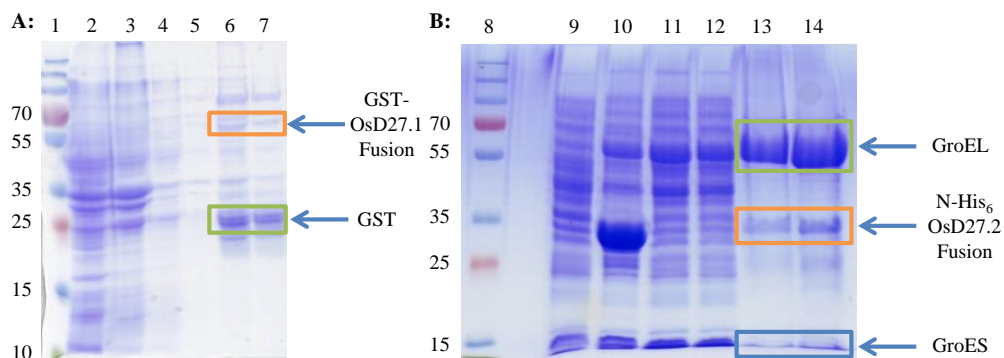 A: 1 2 3 4 5 6 7
70
55
35
25
15
10
GST-
OsD27.1
Fusion
GST
B: 8 9 10 11 12 13 14
70
55
35
25
15
GroEL
N-His6
OsD27.2
Fusion
GroES